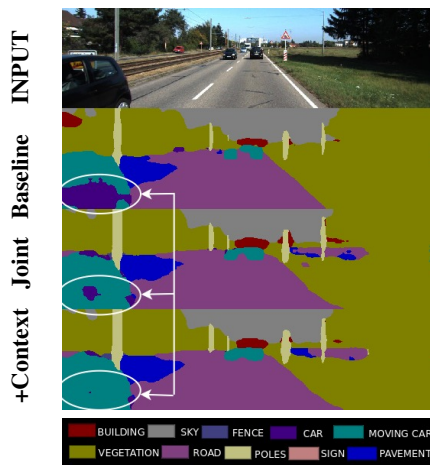 INPUT
Baseline
Joint
+Context
BUILDING SKY FENCE CAR MOVING CAR
VEGETATION ROAD POLES SIGN PAVEMENT